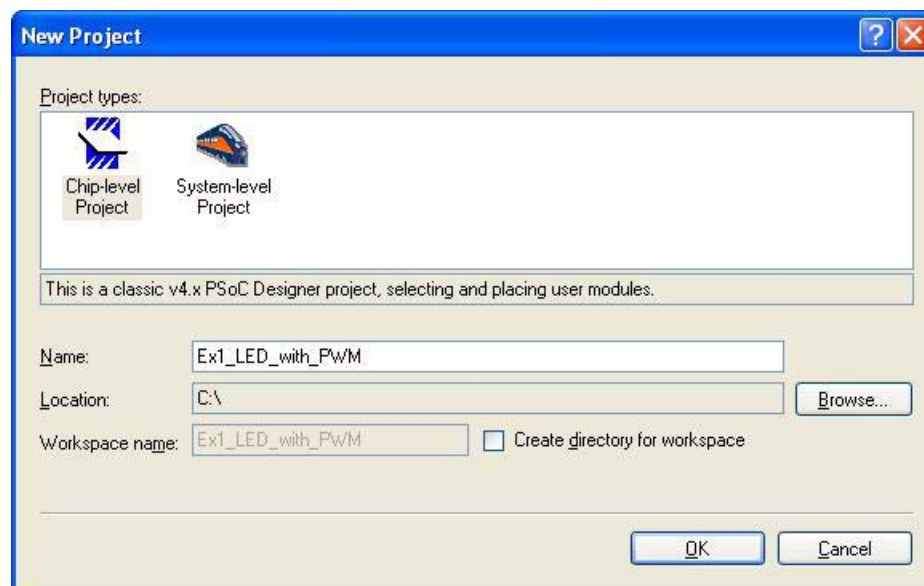 New Project
Project types:
Chip-level
Project
System-level
Project
This is a classic v4.x PSoC Designer project, selecting and placing user modules.
Name:
Ex1_LED_with_PWM
Location:
C:\
Browse...
Workspace name:
Ex1_LED_with_PWM
Create directory for workspace
OK
Cancel